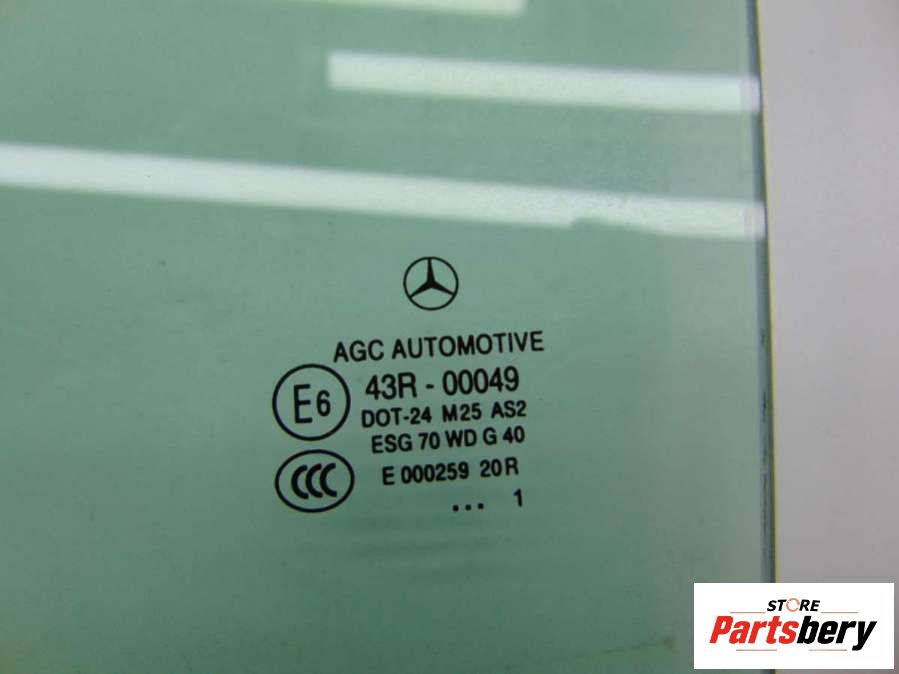 AGC AUTOMOTIVE
E6
43R - 00049
DOT-24 M25 AS2
ESG 70 WD G 40
CCC
E 000259 20R
... 1
STORE
Partsbery